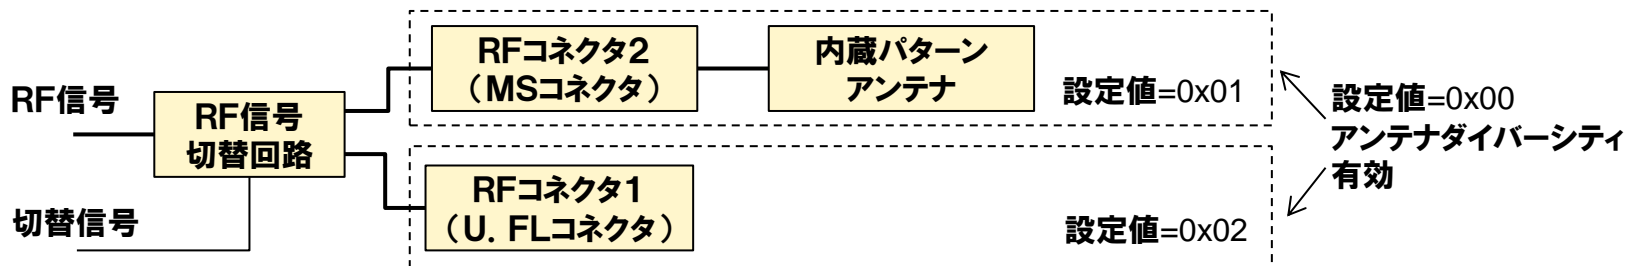 RF信号
切替信号
RF信号
切替回路
RFコネクタ2
（MSコネクタ）
内蔵パターン
アンテナ
設定値=0x01
RFコネクタ1
（U. FLコネクタ）
設定値=0x02
設定値=0x00
アンテナダイバーシティ
有効